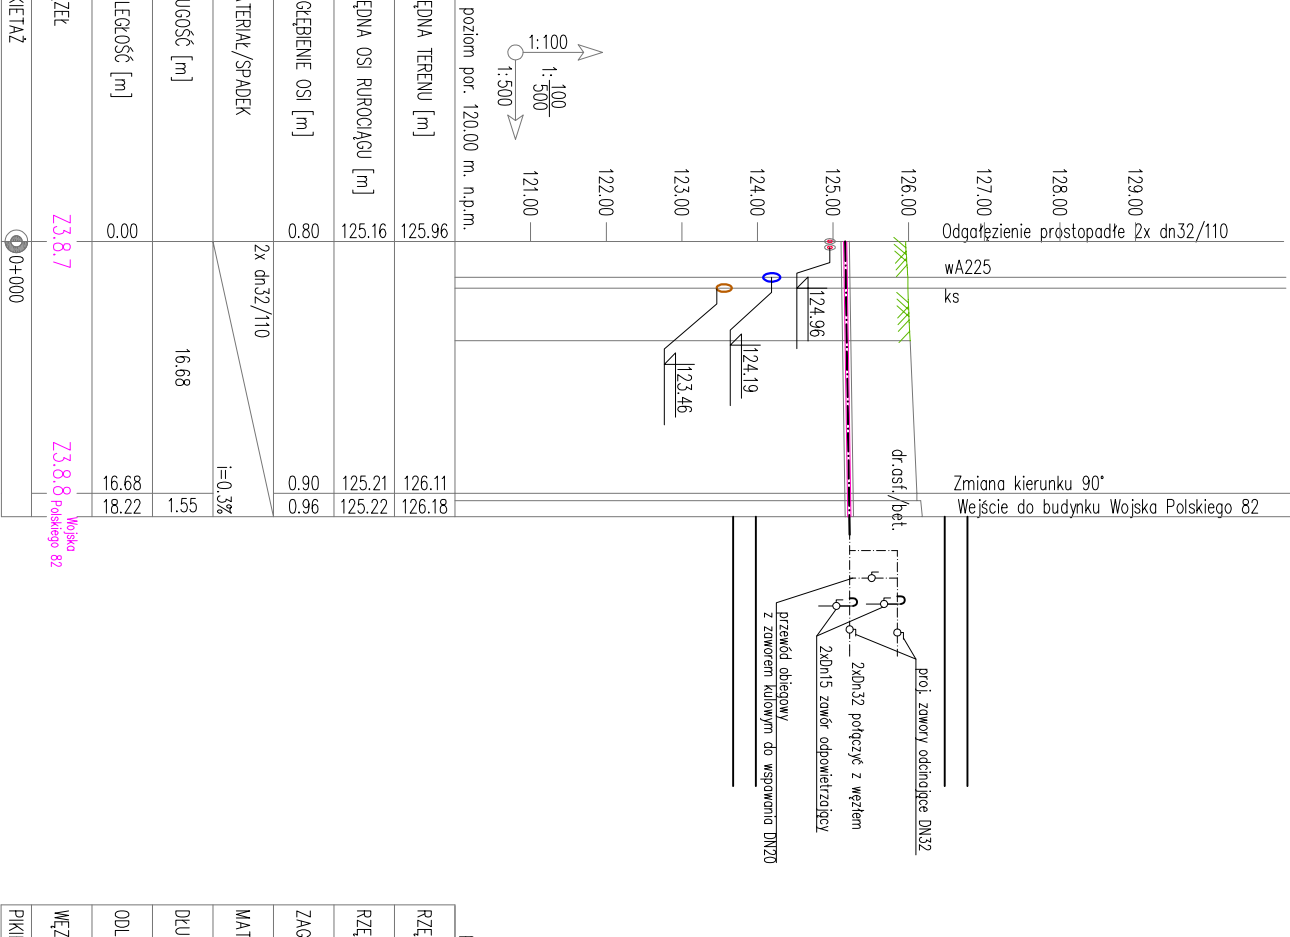 poziom por. 120.00 m. n.p.m.
1:100
1:500
1: 100
500
129.00
128.00
127.00
126.00
125.00
124.00
123.00
122.00
121.00
Odgałęzienie prostopadłe 2x dn32/110
wA225
ks
Zmiana kierunku 90°
Wejście do budynku Wojska Polskiego 82
dr.asf./bet.
124.96
124.19
123.46
proj. zawory odcinające DN32
2xDn32 połączyć z węzłem
2xDn15 zawór odpowietrzający
przewód obiegowy
z zaworem kulowym do wspawania DN20
ĘDNA TERENU [m]
125.96
126.11
126.18
ĘDNA OSI RUROCIĄGU [m]
125.16
125.21
125.22
GŁĘBIENIE OSI [m]
0.80
0.90
0.96
TERIAŁ/SPADEK
2x dn32/110
i=0.3%
UGOŚĆ [m]
16.68
1.55
LEGŁOŚĆ [m]
0.00
16.68
18.22
ZEŁ
Z3.8.7
Z3.8.8
Wojska
Polskiego 82
KIETAŻ
0+000
RZĘ
RZĘ
ZAG
MAT
DŁU
ODL
WĘZ
PIKI